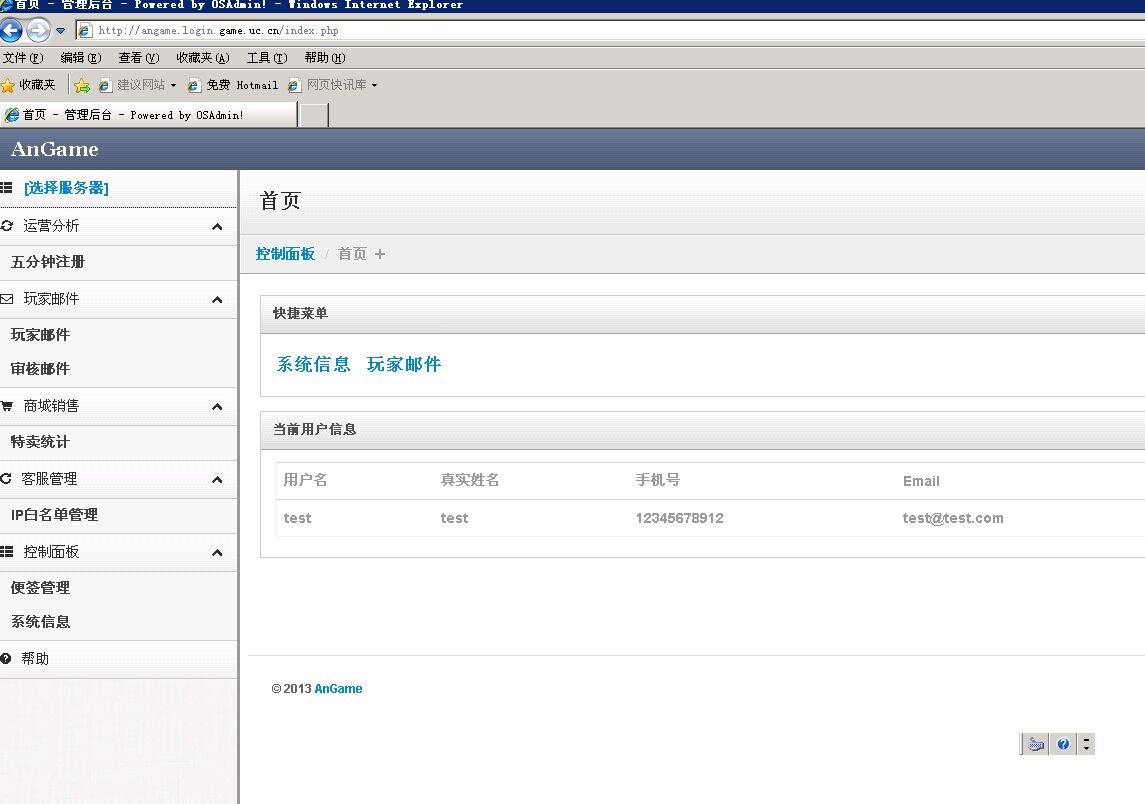 首页 - 管理后台 - Powered by OSAdmin! - Windows Internet Explorer
http://angame.login.game.uc.cn/index.php
文件(F) 编辑(E) 查看(V) 收藏夹(A) 工具(T) 帮助(H)
收藏夹 建议网站 免费 Hotmail 网页快讯库
首页 - 管理后台 - Powered by OSAdmin!
AnGame
[选择服务器]
运营分析
五分钟注册
玩家邮件
玩家邮件
审核邮件
商城销售
特卖统计
客服管理
IP白名单管理
控制面板
便签管理
系统信息
帮助
首页
控制面板 / 首页 +
快捷菜单
系统信息 玩家邮件
当前用户信息
用户名 真实姓名 手机号 Email
test test 12345678912 test@test.com
© 2013 AnGame